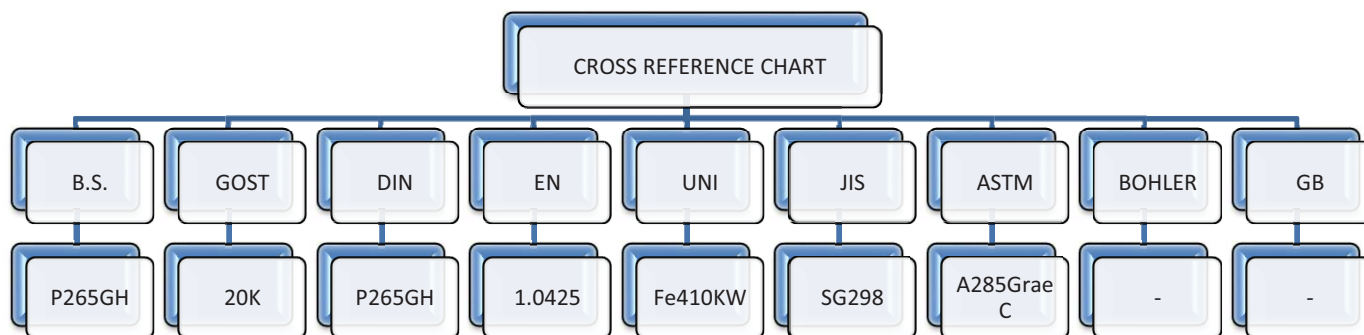 CROSS REFERENCE CHART
B.S.
GOST
DIN
EN
UNI
JIS
ASTM
BOHLER
GB
P265GH
20K
P265GH
1.0425
Fe410KW
SG298
A285Grae
C
-
-